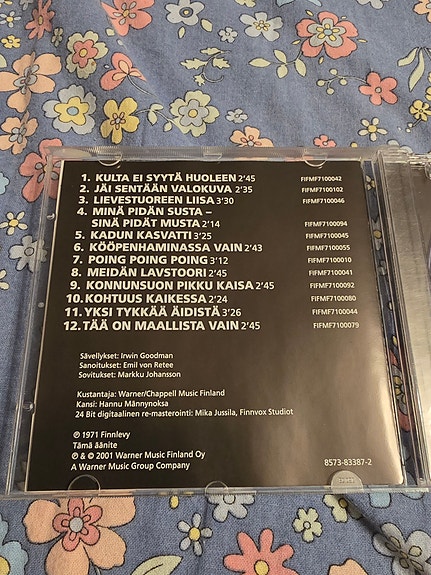 1. KULTA EI SYYTÄ HUOLEEN 2'45 FIFMF7100042
2. JÄI SENTÄÄN VALOKUVA 2'35 FIFMF7100102
3. LIEVESTUOREEN LIISA 3'30 FIFMF7100046
4. MINÄ PIDÄN SUSTA –
SINÄ PIDÄT MUSTA 2'14 FIFMF7100094
5. KADUN KASVATTI 3'25 FIFMF7100045
6. KÖÖPENHAMINASSA VAIN 2'43 FIFMF7100055
7. POING POING POING 3'12 FIFMF7100010
8. MEIDÄN LAVSTOORI 2'45 FIFMF7100041
9. KONNUNSUON PIKKU KAISA 2'45 FIFMF7100092
10. KOHTUUS KAIKESSA 2'24 FIFMF7100080
11. YKSI TYKKÄÄ ÄIDISTÄ 3'26 FIFMF7100044
12. TÄÄ ON MAALLISTA VAIN 2'45 FIFMF7100079
Sävellykset: Irwin Goodman
Sanoitukset: Emil von Retee
Sovitukset: Markku Johansson
Kustantaja: Warner/Chappell Music Finland
Kansi: Hannu Männynoksa
24 Bit digitaalinen re-masterointi: Mika Jussila, Finnvox Studiot
℗ 1971 Finnlevy
Tämä äänite
℗ & © 2001 Warner Music Finland Oy
A Warner Music Group Company 8573-83387-2